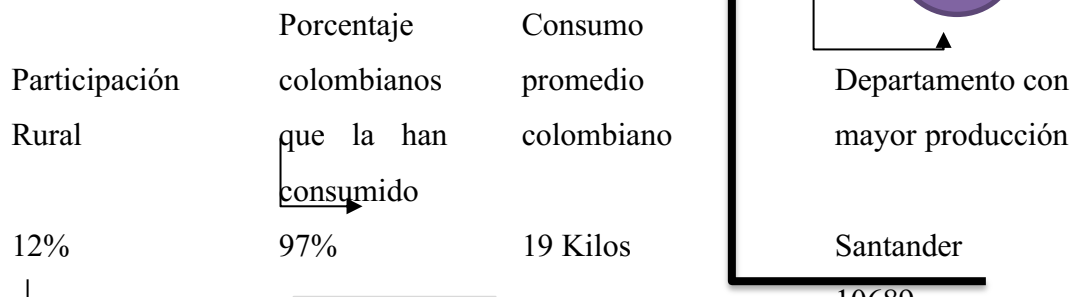 Porcentaje Consumo
Participación colombianos promedio Departamento con
Rural que la han colombiano mayor producción
consumido
12% 97% 19 Kilos Santander
10689